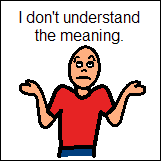 I don't understand
the meaning.